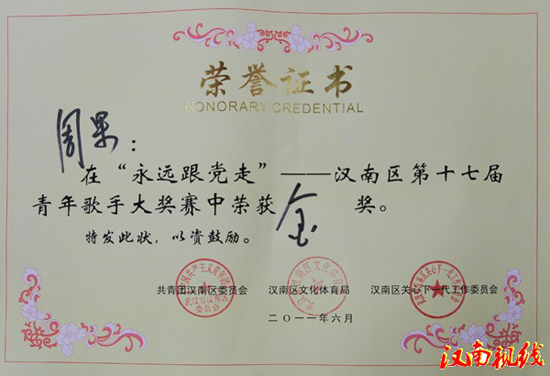 荣誉证书
HONORARY CREDENTIAL
周果：
在“永远跟党走”——汉南区第十七届
青年歌手大奖赛中荣获 金 奖。
特发此状，以资鼓励。
共青团汉南区委员会 汉南区文化体育局 汉南区关心下一代工作委员会
二〇一一年六月
汉南视线